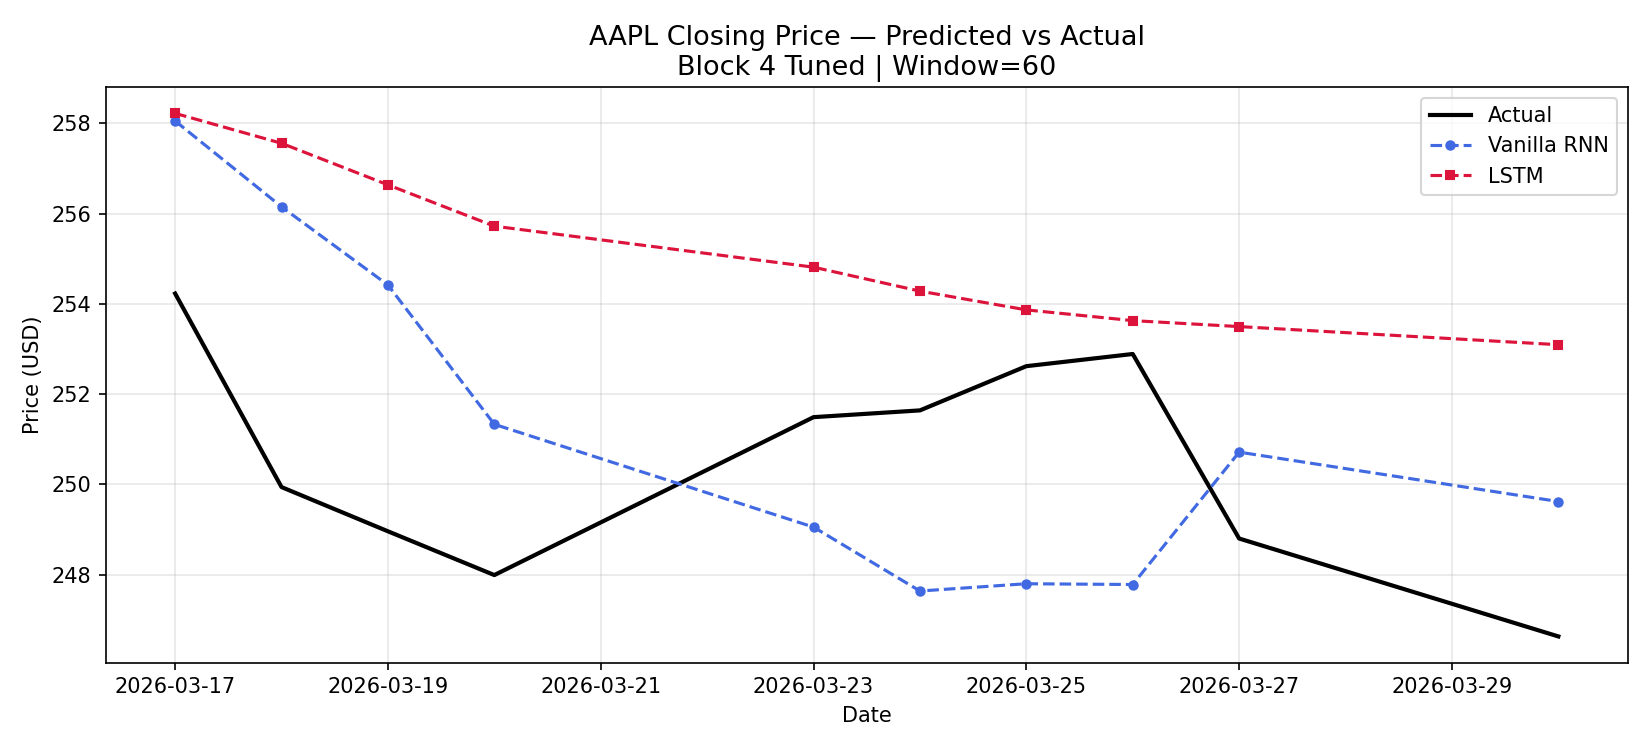 AAPL Closing Price — Predicted vs Actual
Block 4 Tuned | Window=60
Actual
Vanilla RNN
LSTM
Price (USD)
258
256
254
252
250
248
2026-03-17
2026-03-19
2026-03-21
2026-03-23
2026-03-25
2026-03-27
2026-03-29
Date